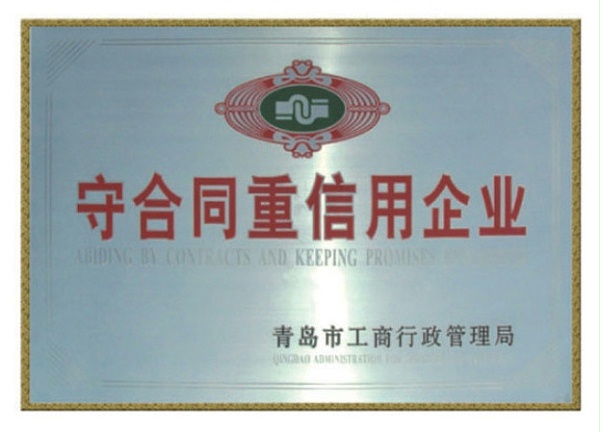 守合同重信用企业
ABIDING BY CONTRACTS AND KEEPING PROMISES
青岛市工商行政管理局
QINGDAO ADMINISTRATION FOR